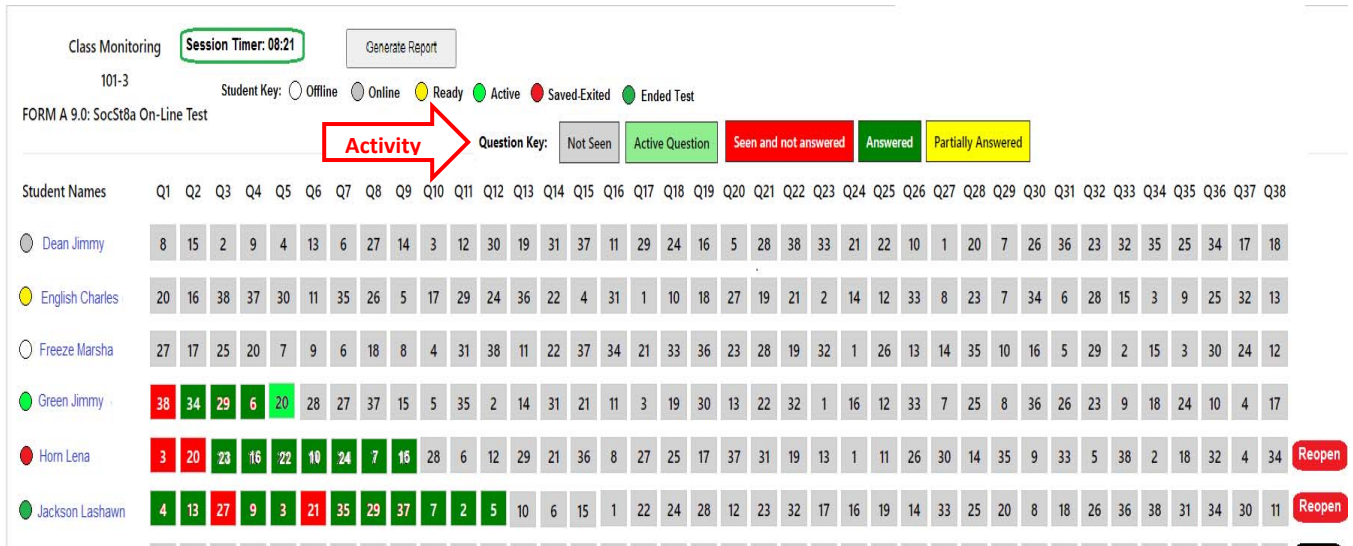 Class Monitoring Session Timer: 08:21 Generate Report
101-3
Student Key: Offline Online Ready Active Saved-Exited Ended Test
FORM A 9.0: SocSt8a On-Line Test
Activity Question Key: Not Seen Active Question Seen and not answered Answered Partially Answered
Student Names Q1 Q2 Q3 Q4 Q5 Q6 Q7 Q8 Q9 Q10 Q11 Q12 Q13 Q14 Q15 Q16 Q17 Q18 Q19 Q20 Q21 Q22 Q23 Q24 Q25 Q26 Q27 Q28 Q29 Q30 Q31 Q32 Q33 Q34 Q35 Q36 Q37 Q38
Dean Jimmy 8 15 2 9 4 13 6 27 14 3 12 30 19 31 37 11 29 24 16 5 28 38 33 21 22 10 1 20 7 26 36 23 32 35 25 34 17 18
English Charles 20 16 38 37 30 11 35 26 5 17 29 24 36 22 4 31 1 10 18 27 19 21 2 14 12 33 8 23 7 34 6 28 15 3 9 25 32 13
Freeze Marsha 27 17 25 20 7 9 6 18 8 4 31 38 11 22 37 34 21 33 36 23 28 19 32 1 26 13 14 35 10 16 5 29 2 15 3 30 24 12
Green Jimmy 38 34 29 6 20 28 27 37 15 5 35 2 14 31 21 11 3 19 30 13 22 32 1 16 12 33 7 25 8 36 26 23 9 18 24 10 4 17
Horn Lena 3 20 23 16 22 10 24 7 16 28 6 12 29 21 36 8 27 25 17 37 31 19 13 1 11 26 30 14 35 9 33 5 38 2 18 32 4 34 Reopen
Jackson Lashawn 4 13 27 9 3 21 35 29 37 7 2 5 10 6 15 1 22 24 28 12 23 32 17 16 19 14 33 25 20 8 18 26 36 38 31 34 30 11 Reopen